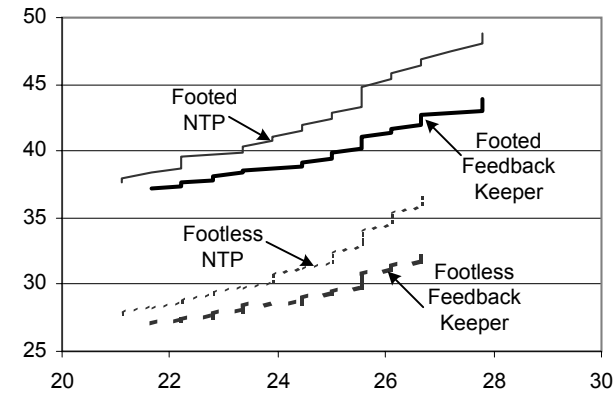 50
45
40
35
30
25
Footed
NTP
Footed
Feedback
Keeper
Footless
NTP
Footless
Feedback
Keeper
20 22 24 26 28 30